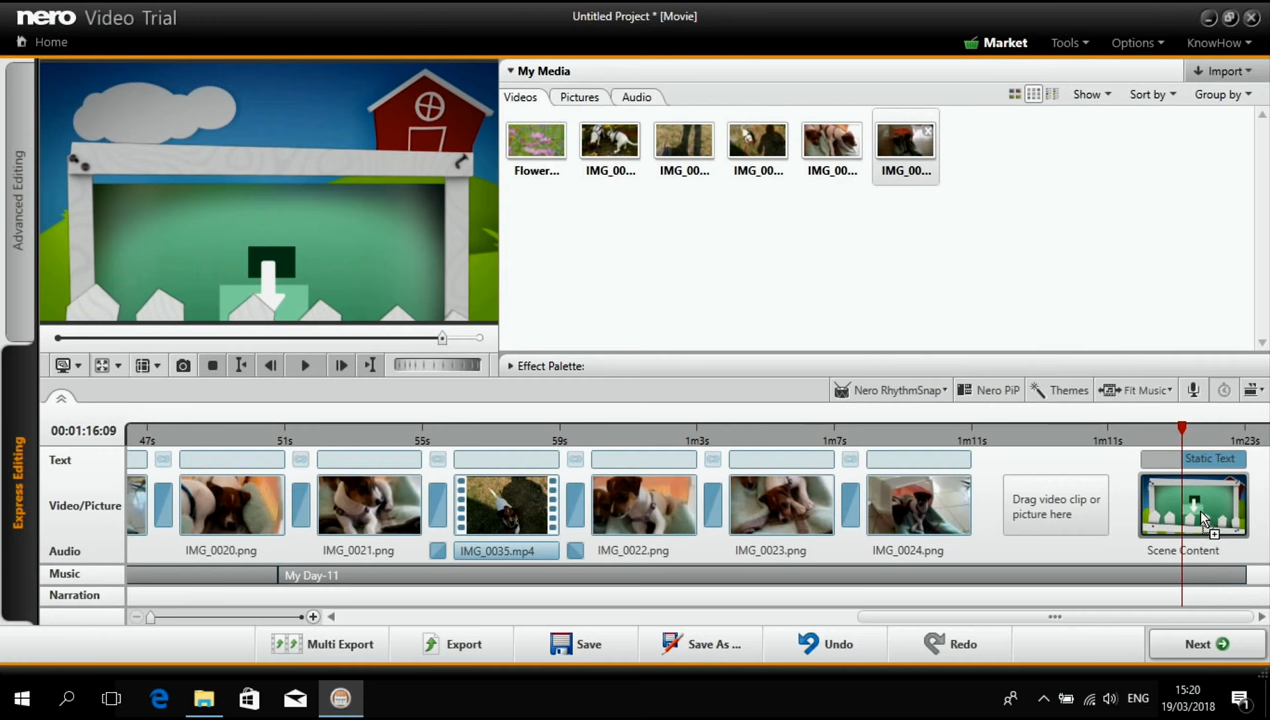 nero Video Trial
Untitled Project * [Movie]
Home
Market
Tools
Options
KnowHow
My Media
Import
Videos
Pictures
Audio
Show
Sort by
Group by
Flower...
IMG_00...
IMG_00...
IMG_00...
IMG_00...
IMG_00...
Advanced Editing
Express Editing
Effect Palette:
Nero RhythmSnap
Nero PiP
Themes
Fit Music
00:01:16:09
47s
51s
55s
59s
1m3s
1m7s
1m11s
1m11s
1m23s
Text
Static Text
Video/Picture
Drag video clip or
picture here
Audio
IMG_0020.png
IMG_0021.png
IMG_0035.mp4
IMG_0022.png
IMG_0023.png
IMG_0024.png
Scene Content
Music
My Day-11
Narration
Multi Export
Export
Save
Save As ...
Undo
Redo
Next
ENG
15:20
19/03/2018
1